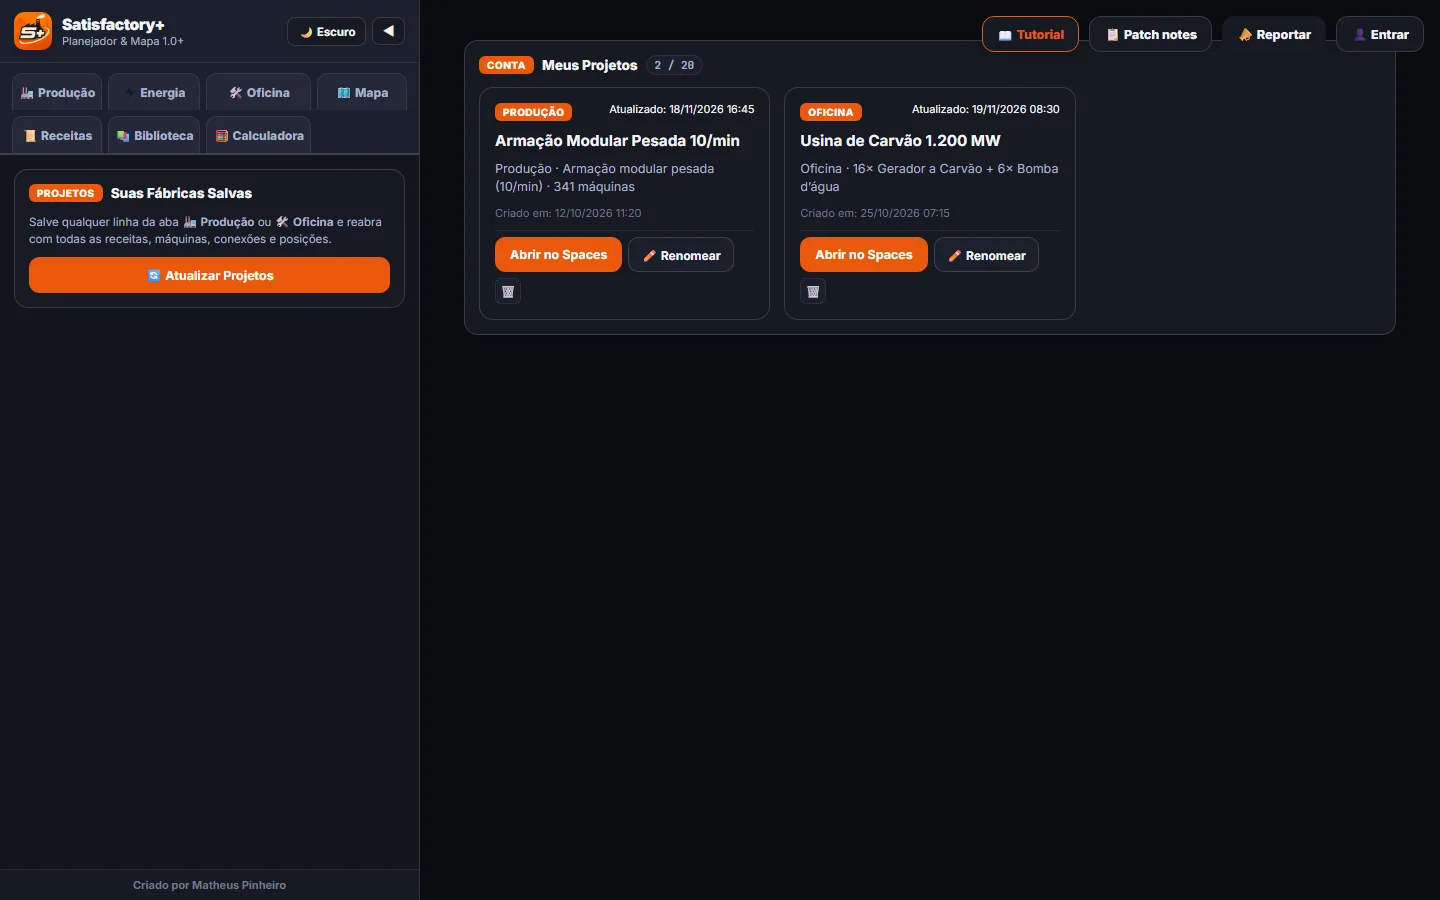 Satisfactory+
Planejador & Mapa 1.0+
Escuro
Produção
Energia
Oficina
Mapa
Receitas
Biblioteca
Calculadora
PROJETOS Suas Fábricas Salvas
Salve qualquer linha da aba Produção ou Oficina e reabra
com todas as receitas, máquinas, conexões e posições.
Atualizar Projetos
Criado por Matheus Pinheiro
Tutorial
Patch notes
Reportar
Entrar
CONTA Meus Projetos 2 / 20
PRODUÇÃO Atualizado: 18/11/2026 16:45
Armação Modular Pesada 10/min
Produção · Armação modular pesada
(10/min) · 341 máquinas
Criado em: 12/10/2026 11:20
Abrir no Spaces
Renomear
OFICINA Atualizado: 19/11/2026 08:30
Usina de Carvão 1.200 MW
Oficina · 16× Gerador a Carvão + 6× Bomba
d’água
Criado em: 25/10/2026 07:15
Abrir no Spaces
Renomear